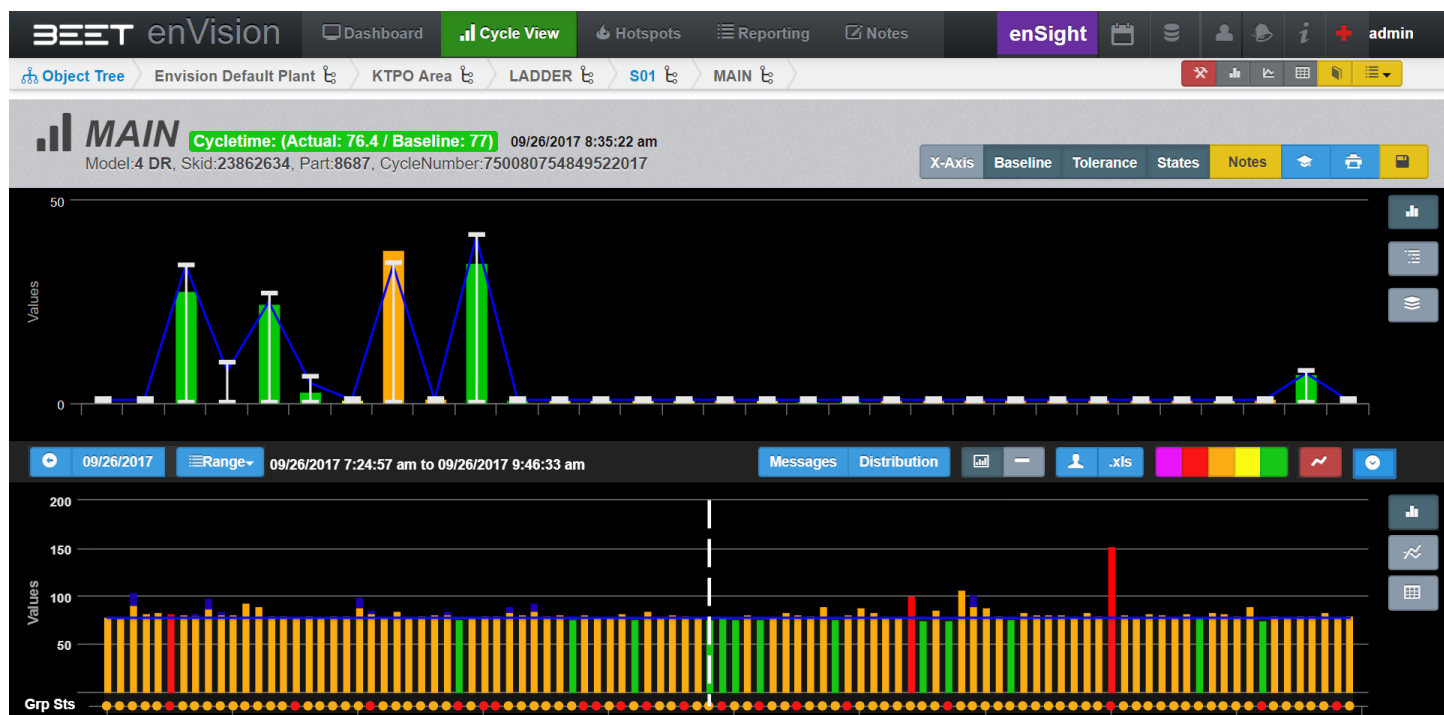 BEET enVision Dashboard Cycle View Hotspots Reporting Notes enSight admin
Object Tree Envision Default Plant KTPO Area LADDER S01 MAIN
MAIN Cycletime: (Actual: 76.4 / Baseline: 77) 09/26/2017 8:35:22 am
Model:4 DR, Skid:23862634, Part:8687, CycleNumber:750080754849522017
X-Axis Baseline Tolerance States Notes
50
Values
0
09/26/2017 Range 09/26/2017 7:24:57 am to 09/26/2017 9:46:33 am Messages Distribution .xls
200
150
100
Values
50
Grp Sts